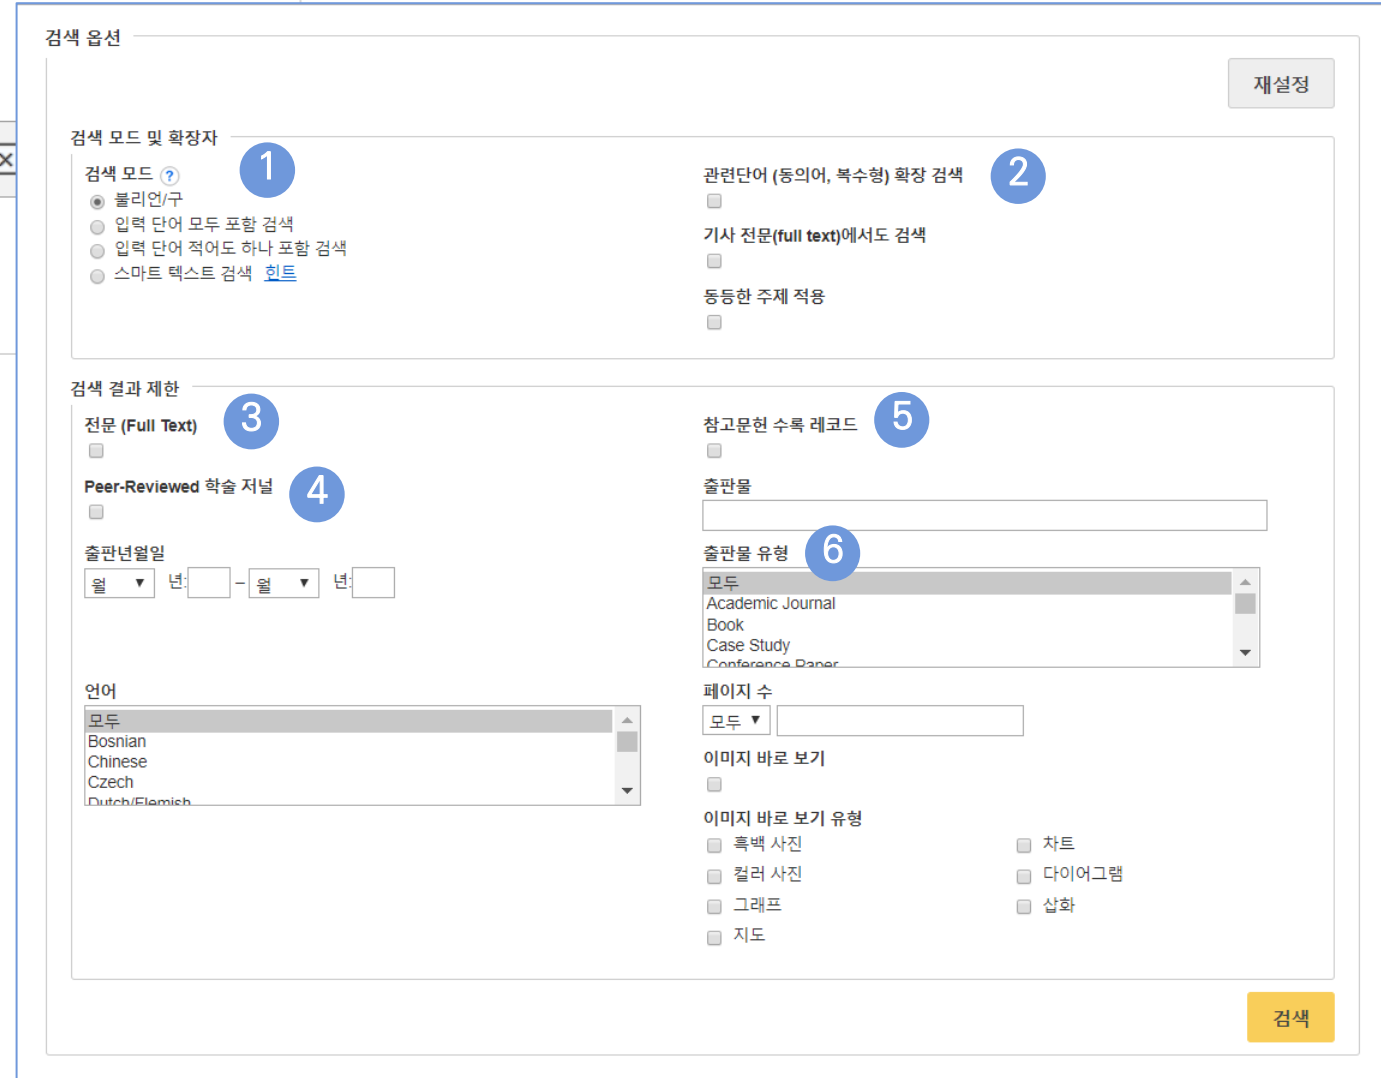 검색 옵션
재설정
검색 모드 및 확장자
검색 모드 ? 1
불리언/구
입력 단어 모두 포함 검색
입력 단어 적어도 하나 포함 검색
스마트 텍스트 검색 힌트
관련단어 (동의어, 복수형) 확장 검색 2
기사 전문(full text)에서도 검색
동등한 주제 적용
검색 결과 제한
전문 (Full Text) 3
Peer-Reviewed 학술 저널 4
출판년월일
월 년: – 월 년:
언어
모두
Bosnian
Chinese
Czech
Dutch/Flemish
참고문헌 수록 레코드 5
출판물
출판물 유형 6
모두
Academic Journal
Book
Case Study
Conference Paper
페이지 수
모두
이미지 바로 보기
이미지 바로 보기 유형
흑백 사진
컬러 사진
그래프
지도
차트
다이어그램
삽화
검색